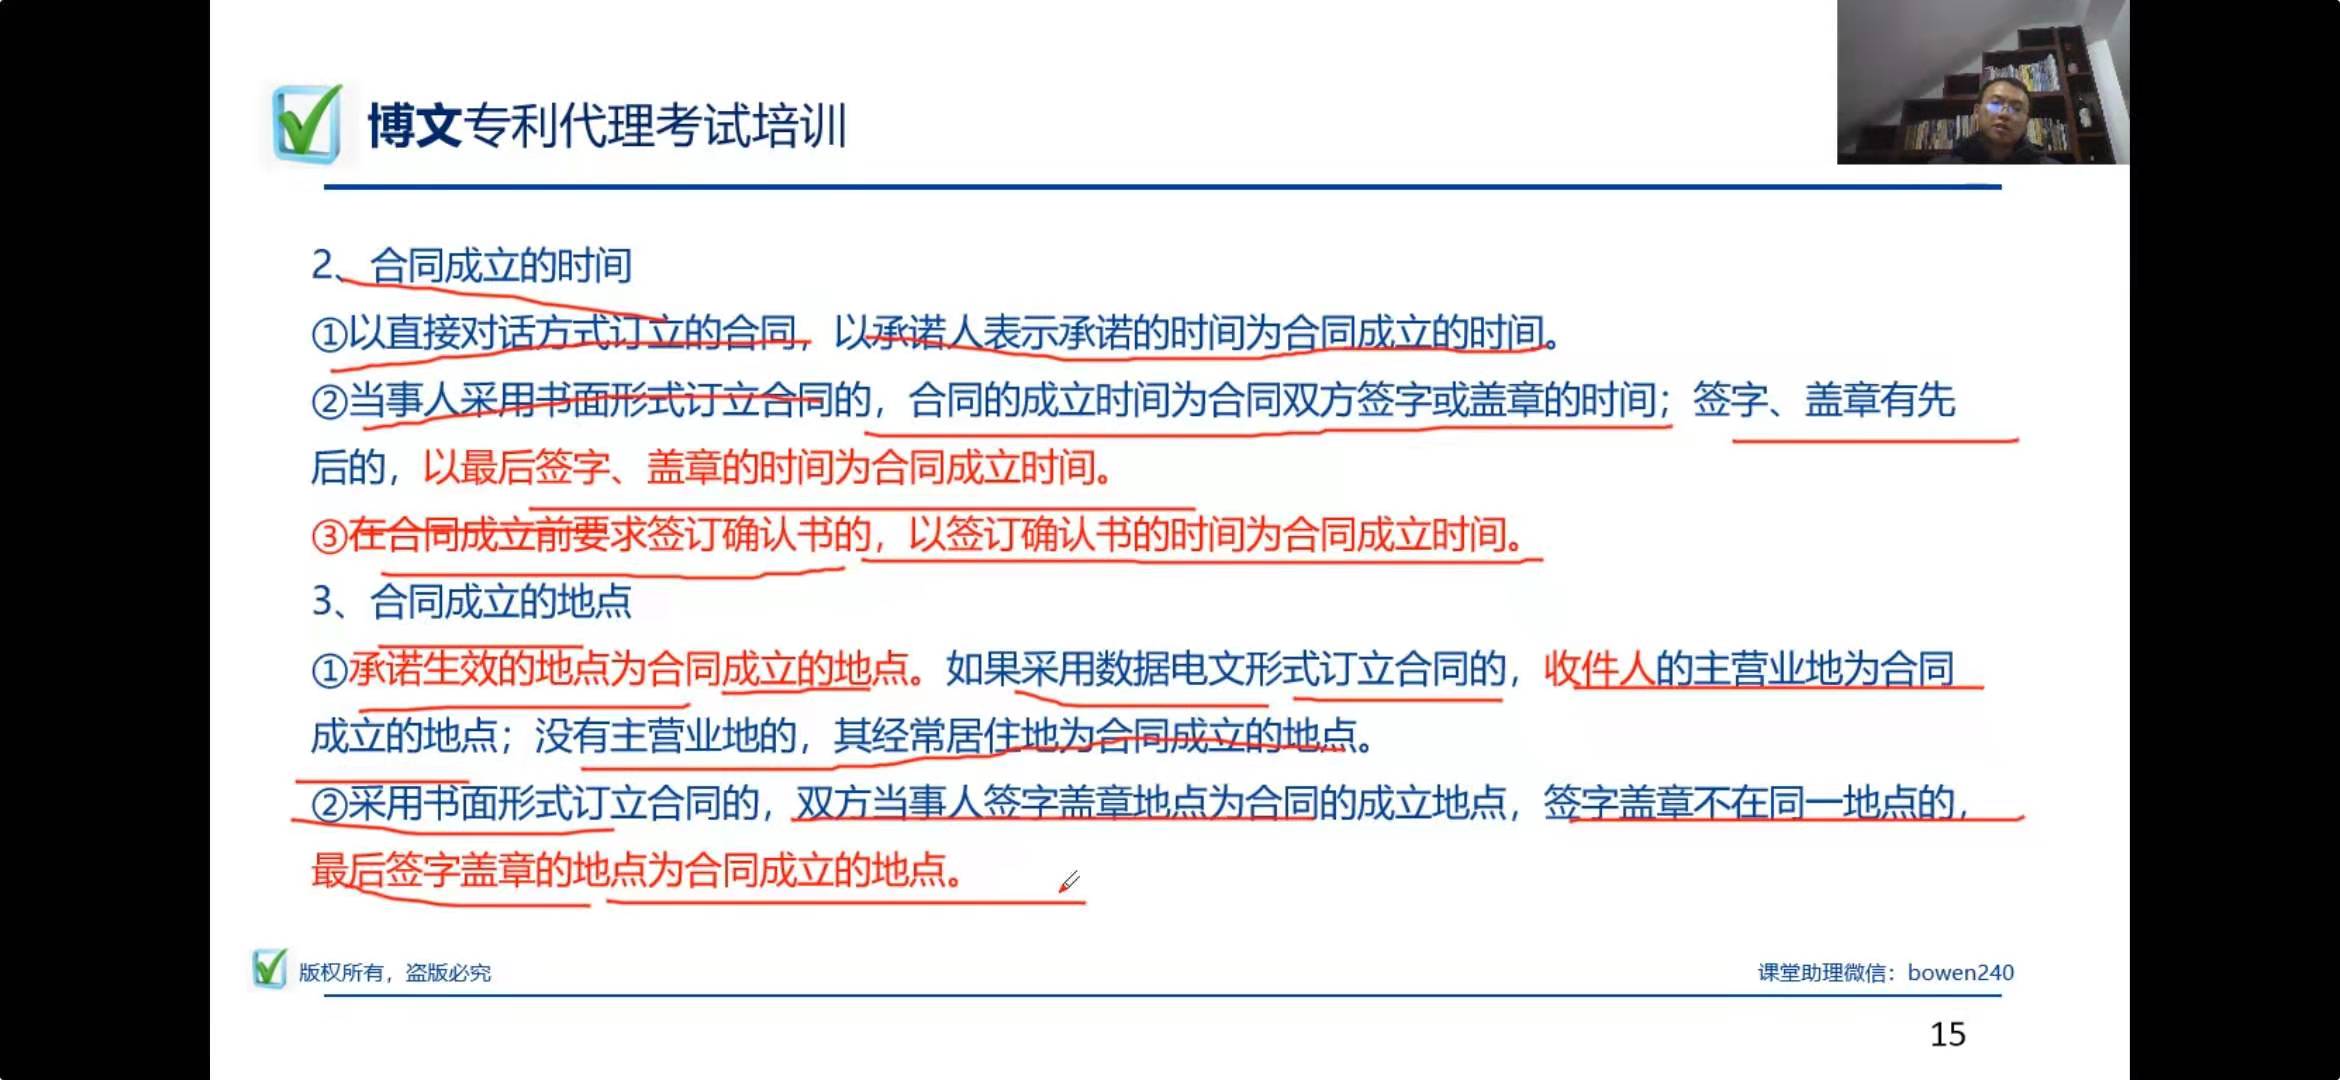 博文专利代理考试培训
2、合同成立的时间
①以直接对话方式订立的合同，以承诺人表示承诺的时间为合同成立的时间。
②当事人采用书面形式订立合同的，合同的成立时间为合同双方签字或盖章的时间；签字、盖章有先
后的，以最后签字、盖章的时间为合同成立时间。
③在合同成立前要求签订确认书的，以签订确认书的时间为合同成立时间。
3、合同成立的地点
①承诺生效的地点为合同成立的地点。如果采用数据电文形式订立合同的，收件人的主营业地为合同
成立的地点；没有主营业地的，其经常居住地为合同成立的地点。
②采用书面形式订立合同的，双方当事人签字盖章地点为合同的成立地点，签字盖章不在同一地点的，
最后签字盖章的地点为合同成立的地点。
版权所有，盗版必究
课堂助理微信：bowen240
15